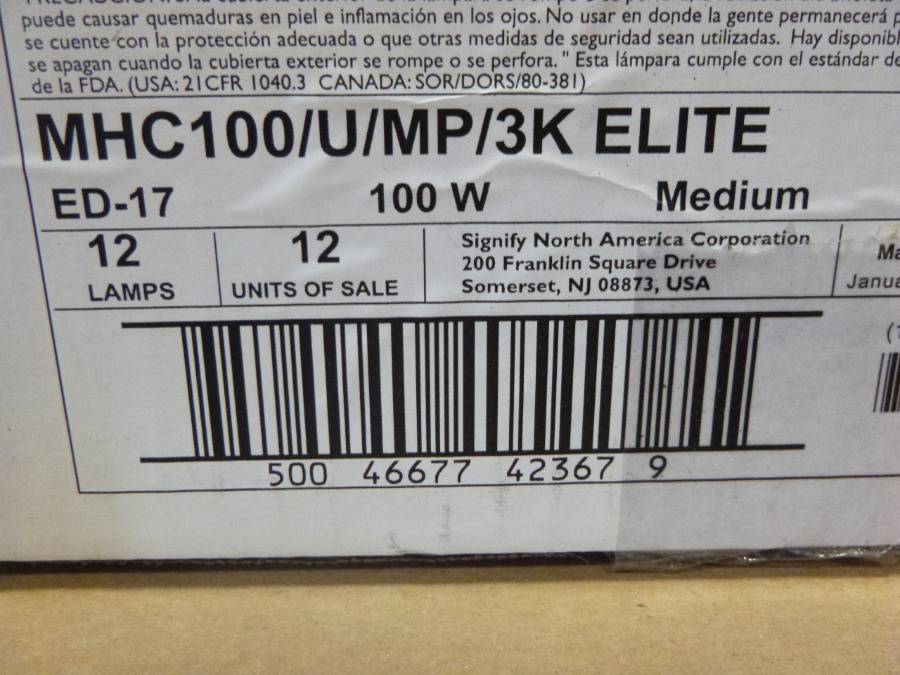 puede causar quemaduras en piel e inflamación en los ojos. No usar en donde la gente permanecerá
se cuente con la protección adecuada o que otras medidas de seguridad sean utilizadas. Hay disponibl
se apagan cuando la cubierta exterior se rompe o se perfora. " Esta lámpara cumple con el estándar de
de la FDA. (USA: 21CFR 1040.3 CANADA: SOR/DORS/80-381)
MHC100/U/MP/3K ELITE
ED-17 100 W Medium
12 LAMPS
12 UNITS OF SALE
Signify North America Corporation
200 Franklin Square Drive
Somerset, NJ 08873, USA
Ma
Janua
500 46677 42367 9